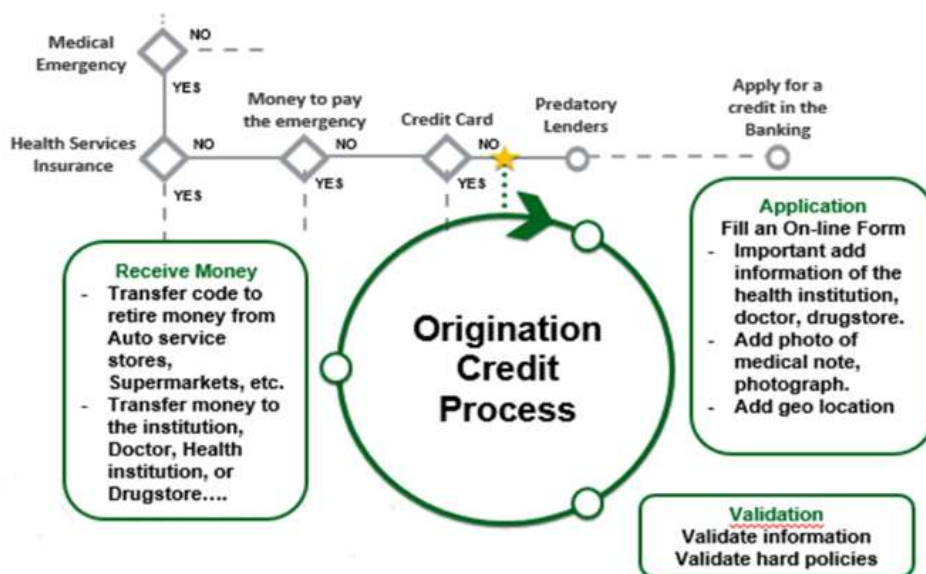 Medical
Emergency
NO
YES
Health Services
Insurance
NO
YES
Money to pay
the emergency
NO
YES
Credit Card
NO
YES
Predatory
Lenders
Apply for a
credit in the
Banking
Receive Money
- Transfer code to
retire money from
Auto service
stores,
Supermarkets, etc.
- Transfer money to
the institution,
Doctor, Health
institution, or
Drugstore....
Origination
Credit
Process
Application
Fill an On-line Form
- Important add
information of the
health institution,
doctor, drugstore.
- Add photo of
medical note,
photograph.
- Add geo location
Validation
Validate information
Validate hard policies